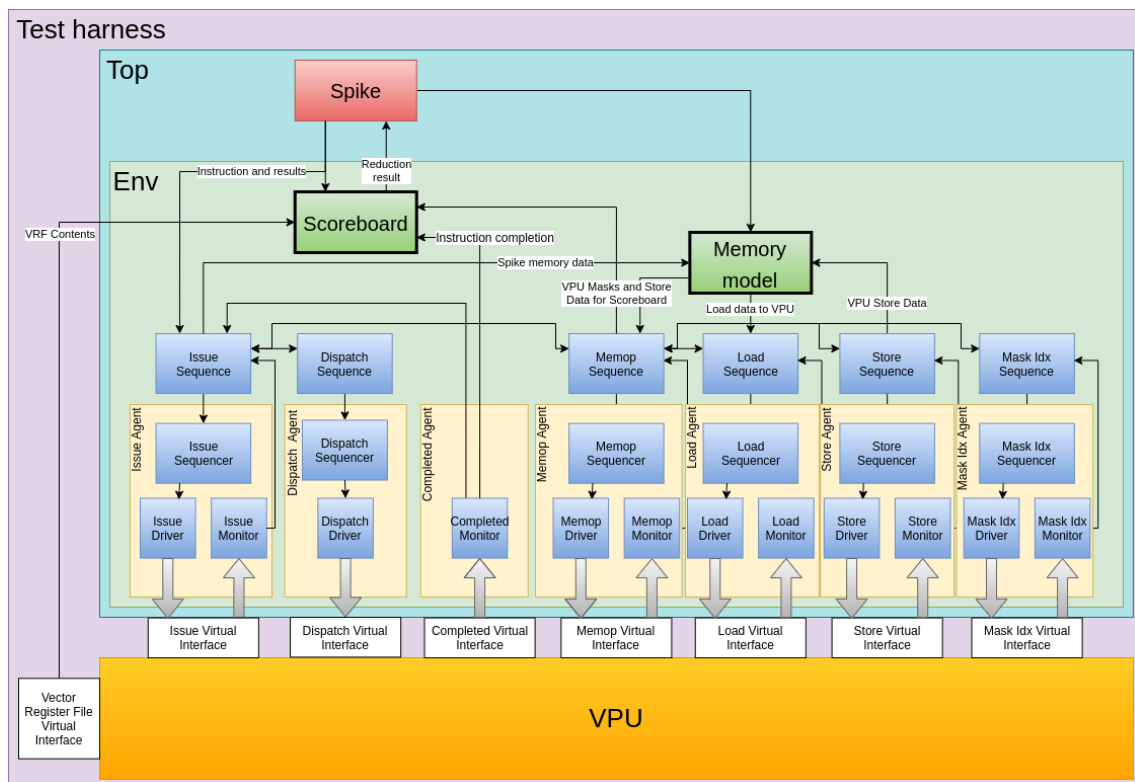 Test harness
Top
Spike
Instruction and results
Reduction
result
Env
Scoreboard
VRF Contents
Instruction completion
Memory
model
Spike memory data
VPU Masks and Store
Data for Scoreboard
Load data to VPU
VPU Store Data
Issue
Sequence
Dispatch
Sequence
Memop
Sequence
Load
Sequence
Store
Sequence
Mask Idx
Sequence
Issue Agent
Issue
Sequencer
Issue
Driver
Issue
Monitor
Dispatch Agent
Dispatch
Sequencer
Dispatch
Driver
Completed Agent
Completed
Monitor
Memop Agent
Memop
Sequencer
Memop
Driver
Memop
Monitor
Load Agent
Load
Sequencer
Load
Driver
Load
Monitor
Store Agent
Store
Sequencer
Store
Driver
Store
Monitor
Mask Idx Agent
Mask Idx
Sequencer
Mask Idx
Driver
Mask Idx
Monitor
Issue Virtual
Interface
Dispatch Virtual
Interface
Completed Virtual
Interface
Memop Virtual
Interface
Load Virtual
Interface
Store Virtual
Interface
Mask Idx Virtual
Interface
Vector
Register File
Virtual
Interface
VPU